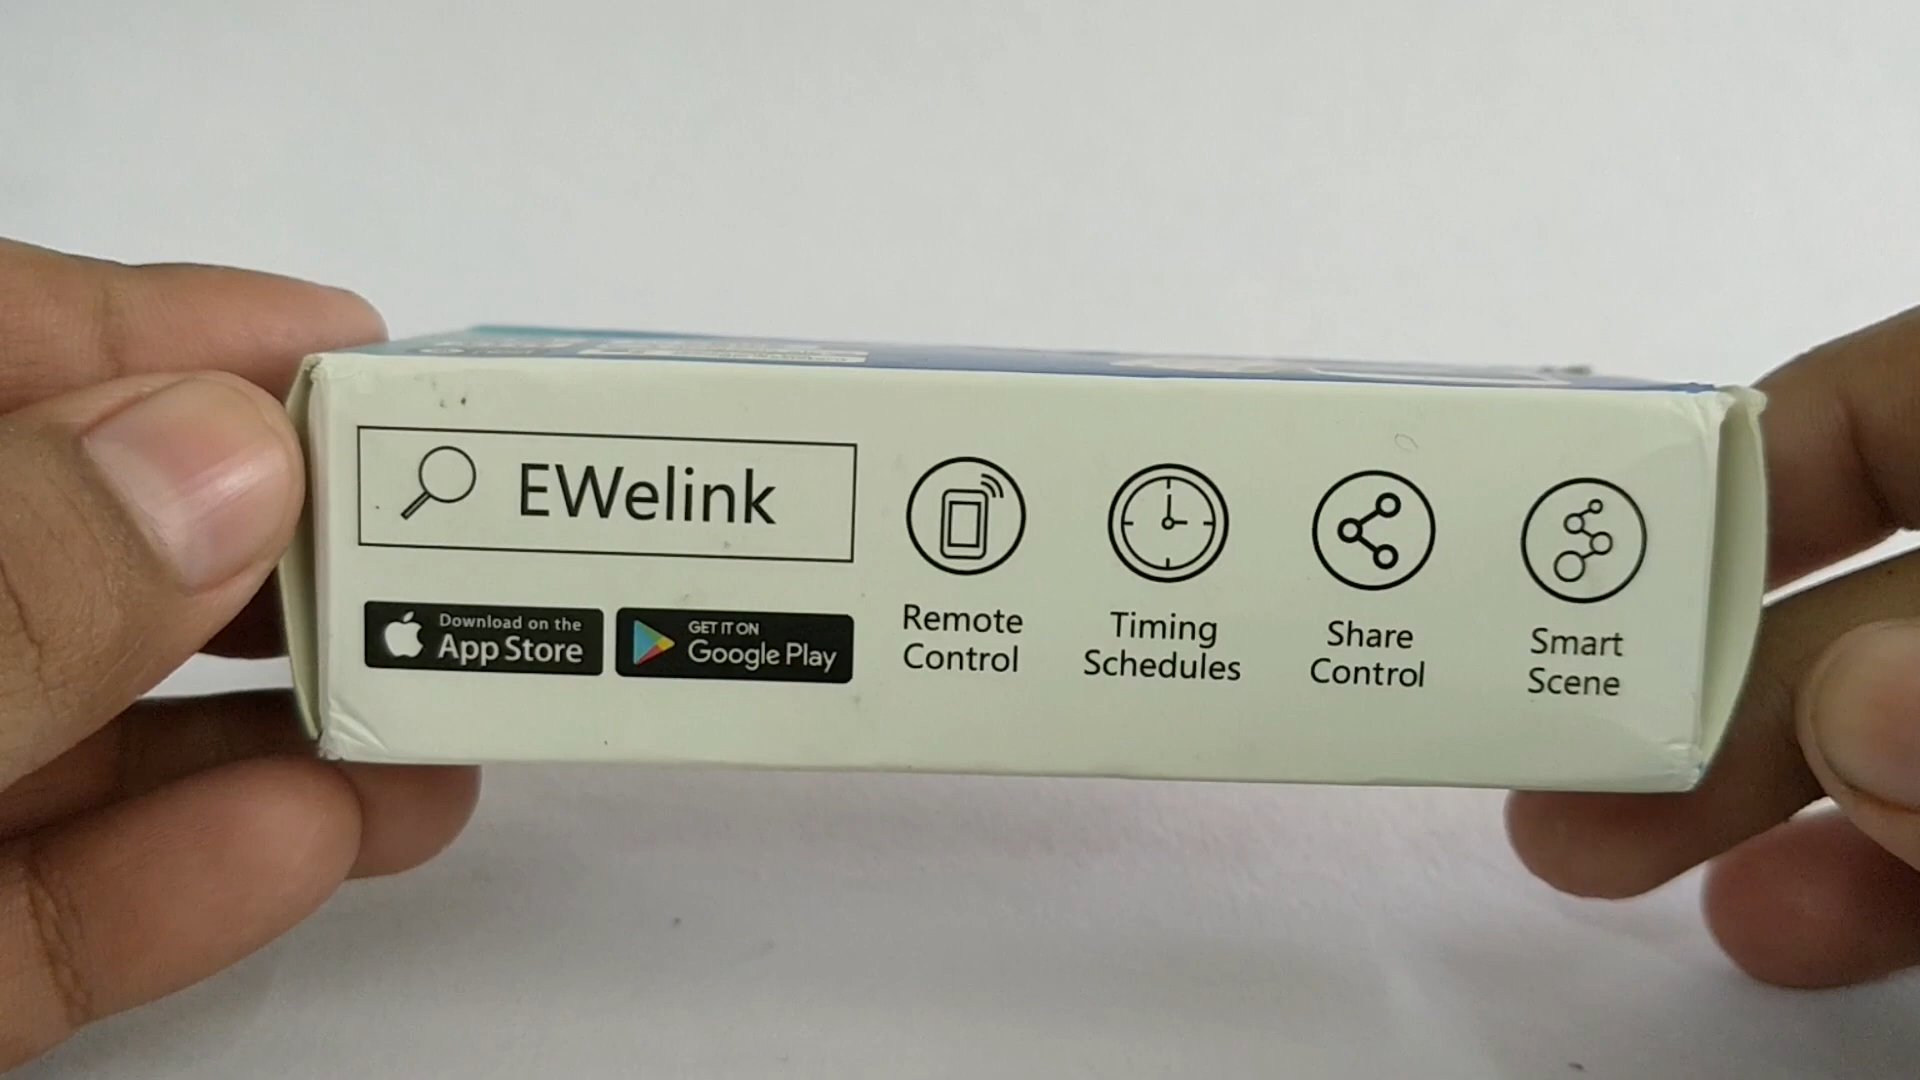 EWelink
Download on the
App Store
GET IT ON
Google Play
Remote
Control
Timing
Schedules
Share
Control
Smart
Scene